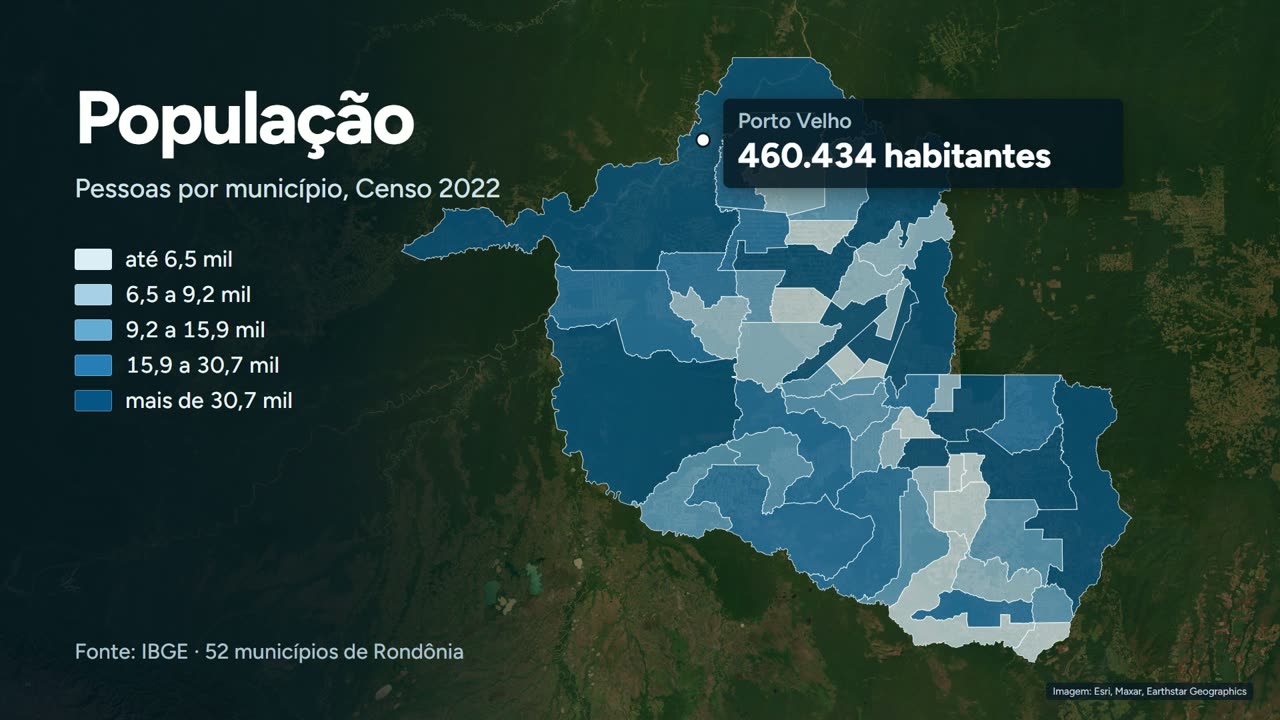 População
Pessoas por município, Censo 2022
até 6,5 mil
6,5 a 9,2 mil
9,2 a 15,9 mil
15,9 a 30,7 mil
mais de 30,7 mil
Porto Velho
460.434 habitantes
Fonte: IBGE · 52 municípios de Rondônia
Imagem: Esri, Maxar, Earthstar Geographics